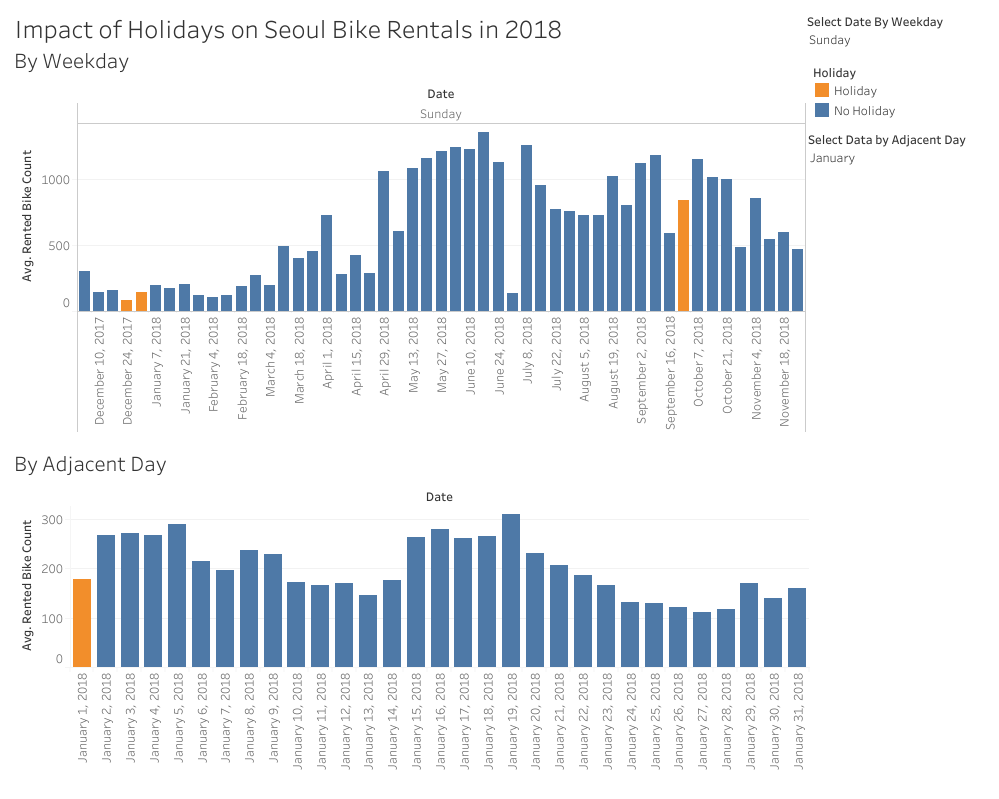 Impact of Holidays on Seoul Bike Rentals in 2018
By Weekday
Select Date By Weekday
Sunday
Holiday
Holiday
No Holiday
Select Data by Adjacent Day
January
Date
Sunday
Avg. Rented Bike Count
1000
500
0
December 10, 2017
December 24, 2017
January 7, 2018
January 21, 2018
February 4, 2018
February 18, 2018
March 4, 2018
March 18, 2018
April 1, 2018
April 15, 2018
April 29, 2018
May 13, 2018
May 27, 2018
June 10, 2018
June 24, 2018
July 8, 2018
July 22, 2018
August 5, 2018
August 19, 2018
September 2, 2018
September 16, 2018
October 7, 2018
October 21, 2018
November 4, 2018
November 18, 2018
By Adjacent Day
Date
Avg. Rented Bike Count
300
200
100
0
January 1, 2018
January 2, 2018
January 3, 2018
January 4, 2018
January 5, 2018
January 6, 2018
January 7, 2018
January 8, 2018
January 9, 2018
January 10, 2018
January 11, 2018
January 12, 2018
January 13, 2018
January 14, 2018
January 15, 2018
January 16, 2018
January 17, 2018
January 18, 2018
January 19, 2018
January 20, 2018
January 21, 2018
January 22, 2018
January 23, 2018
January 24, 2018
January 25, 2018
January 26, 2018
January 27, 2018
January 28, 2018
January 29, 2018
January 30, 2018
January 31, 2018